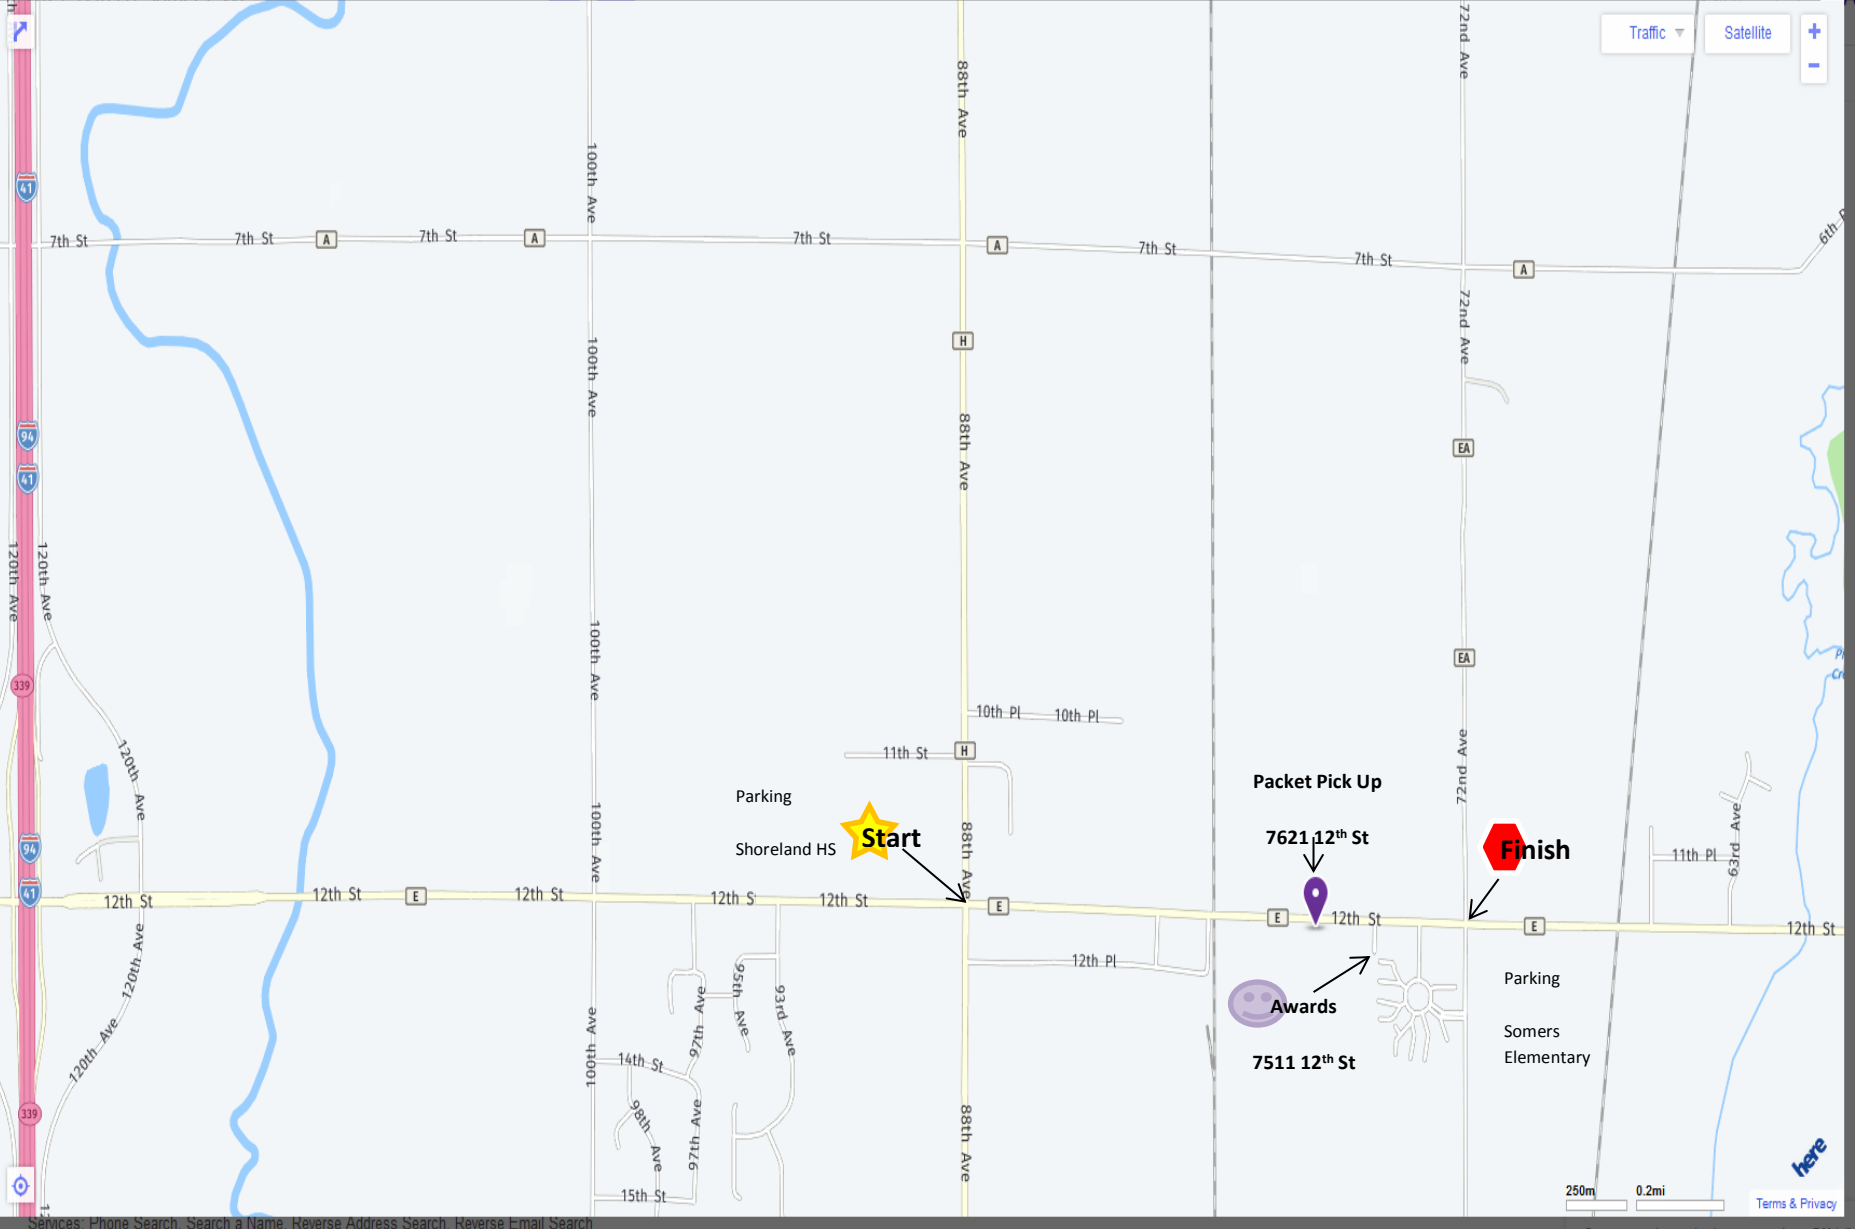 Traffic
Satellite
+
−
72nd Ave
88th Ave
100th Ave
41
6th
7th St
7th St
A
7th St
A
7th St
A
7th St
7th St
A
100th Ave
88th Ave
H
72nd Ave
94
41
EA
120th Ave
120th Ave
100th Ave
EA
339
10th Pl
10th Pl
11th St
H
72nd Ave
120th Ave
Packet Pick Up
Parking
7621 12th St
Start
Shoreland HS
Finish
100th Ave
88th Ave
94
11th Pl
63rd Ave
41
12th St
12th St
E
12th St
12th S
12th St
E
E
12th St
E
12th St
120th Ave
12th Pl
Parking
Awards
95th Ave
97th Ave
93rd Ave
Somers
Elementary
120th Ave
100th Ave
14th St
7511 12th St
339
98th Ave
97th Ave
88th Ave
here
15th St
250m
0.2mi
Terms & Privacy
Services: Phone Search, Search a Name, Reverse Address Search, Reverse Email Search